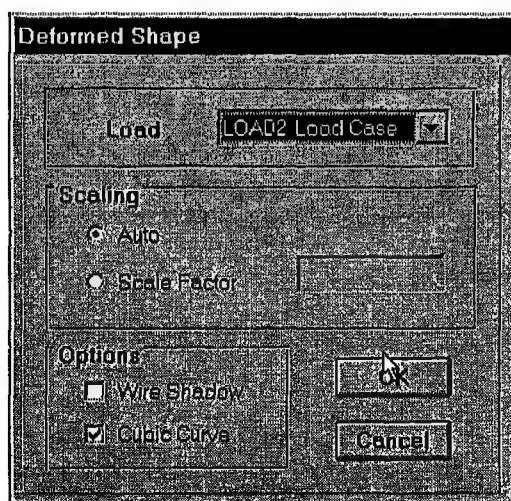 Deformed Shape
Load
LOAD2 Load Case
Scaling
Auto
Scale Factor
Options
Wire Shadow
Cubic Curve
OK
Cancel